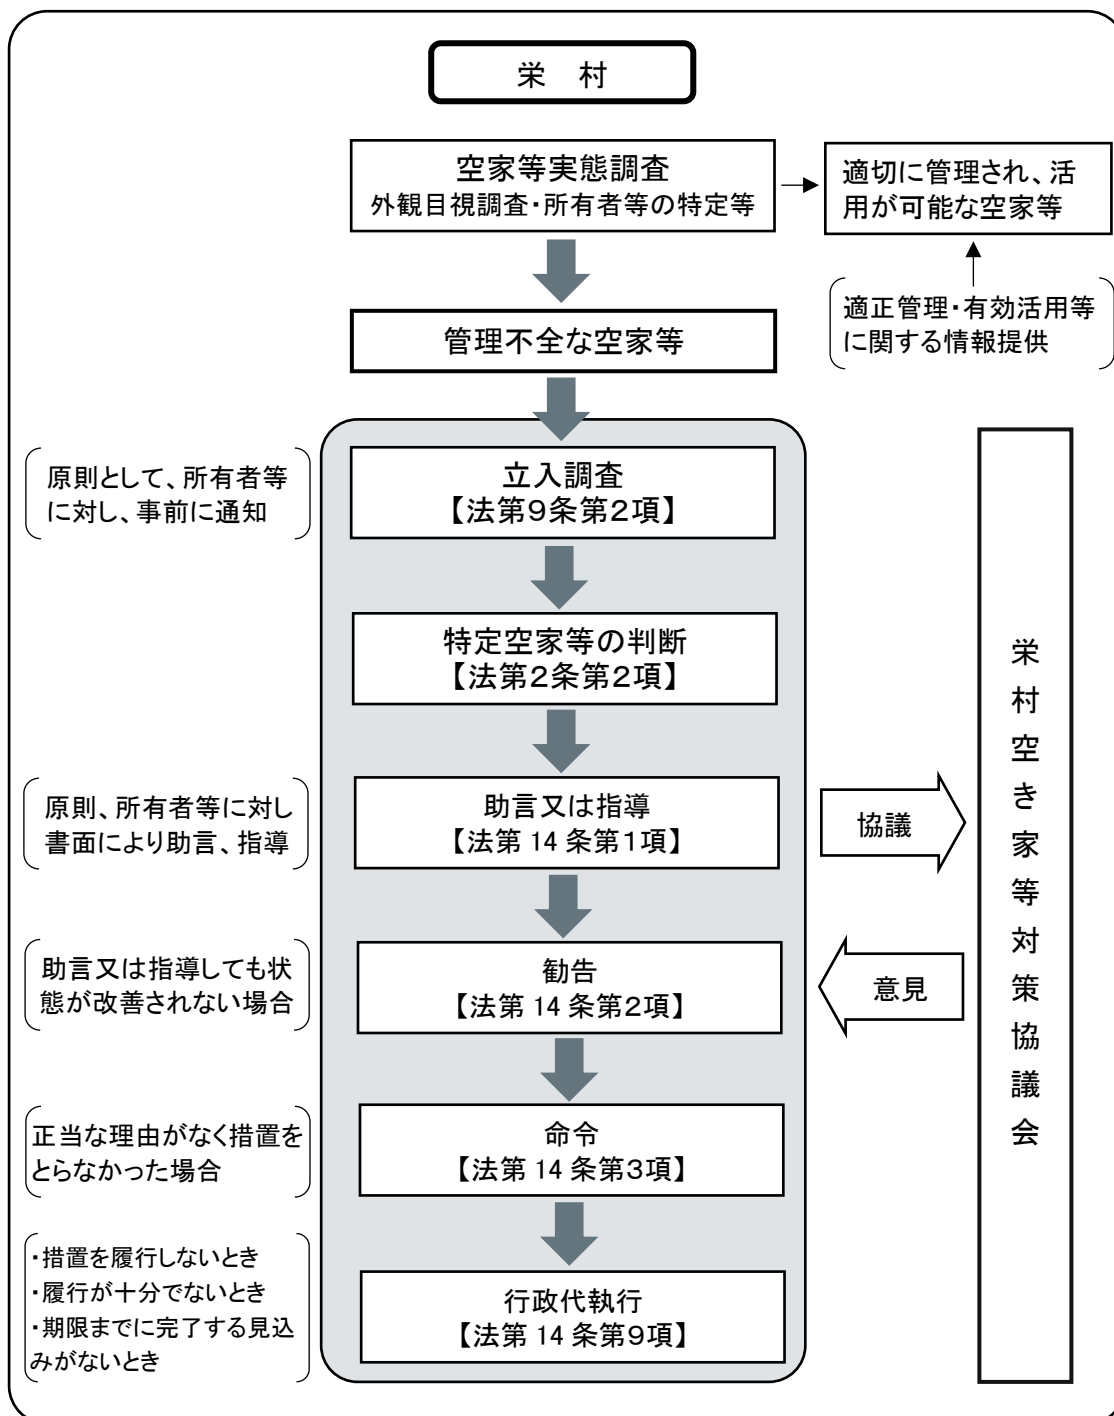 栄　村
空家等実態調査
外観目視調査・所有者等の特定等
適切に管理され、活
用が可能な空家等
適正管理・有効活用等
に関する情報提供
管理不全な空家等
原則として、所有者等
に対し、事前に通知
立入調査
【法第９条第２項】
特定空家等の判断
【法第２条第２項】
原則、所有者等に対し
書面により助言、指導
助言又は指導
【法第 14 条第１項】
協議
助言又は指導しても状
態が改善されない場合
勧告
【法第 14 条第２項】
意見
正当な理由がなく措置を
とらなかった場合
命令
【法第 14 条第３項】
・措置を履行しないとき
・履行が十分でないとき
・期限までに完了する見込
みがないとき
行政代執行
【法第 14 条第９項】
栄村空き家等対策協議会